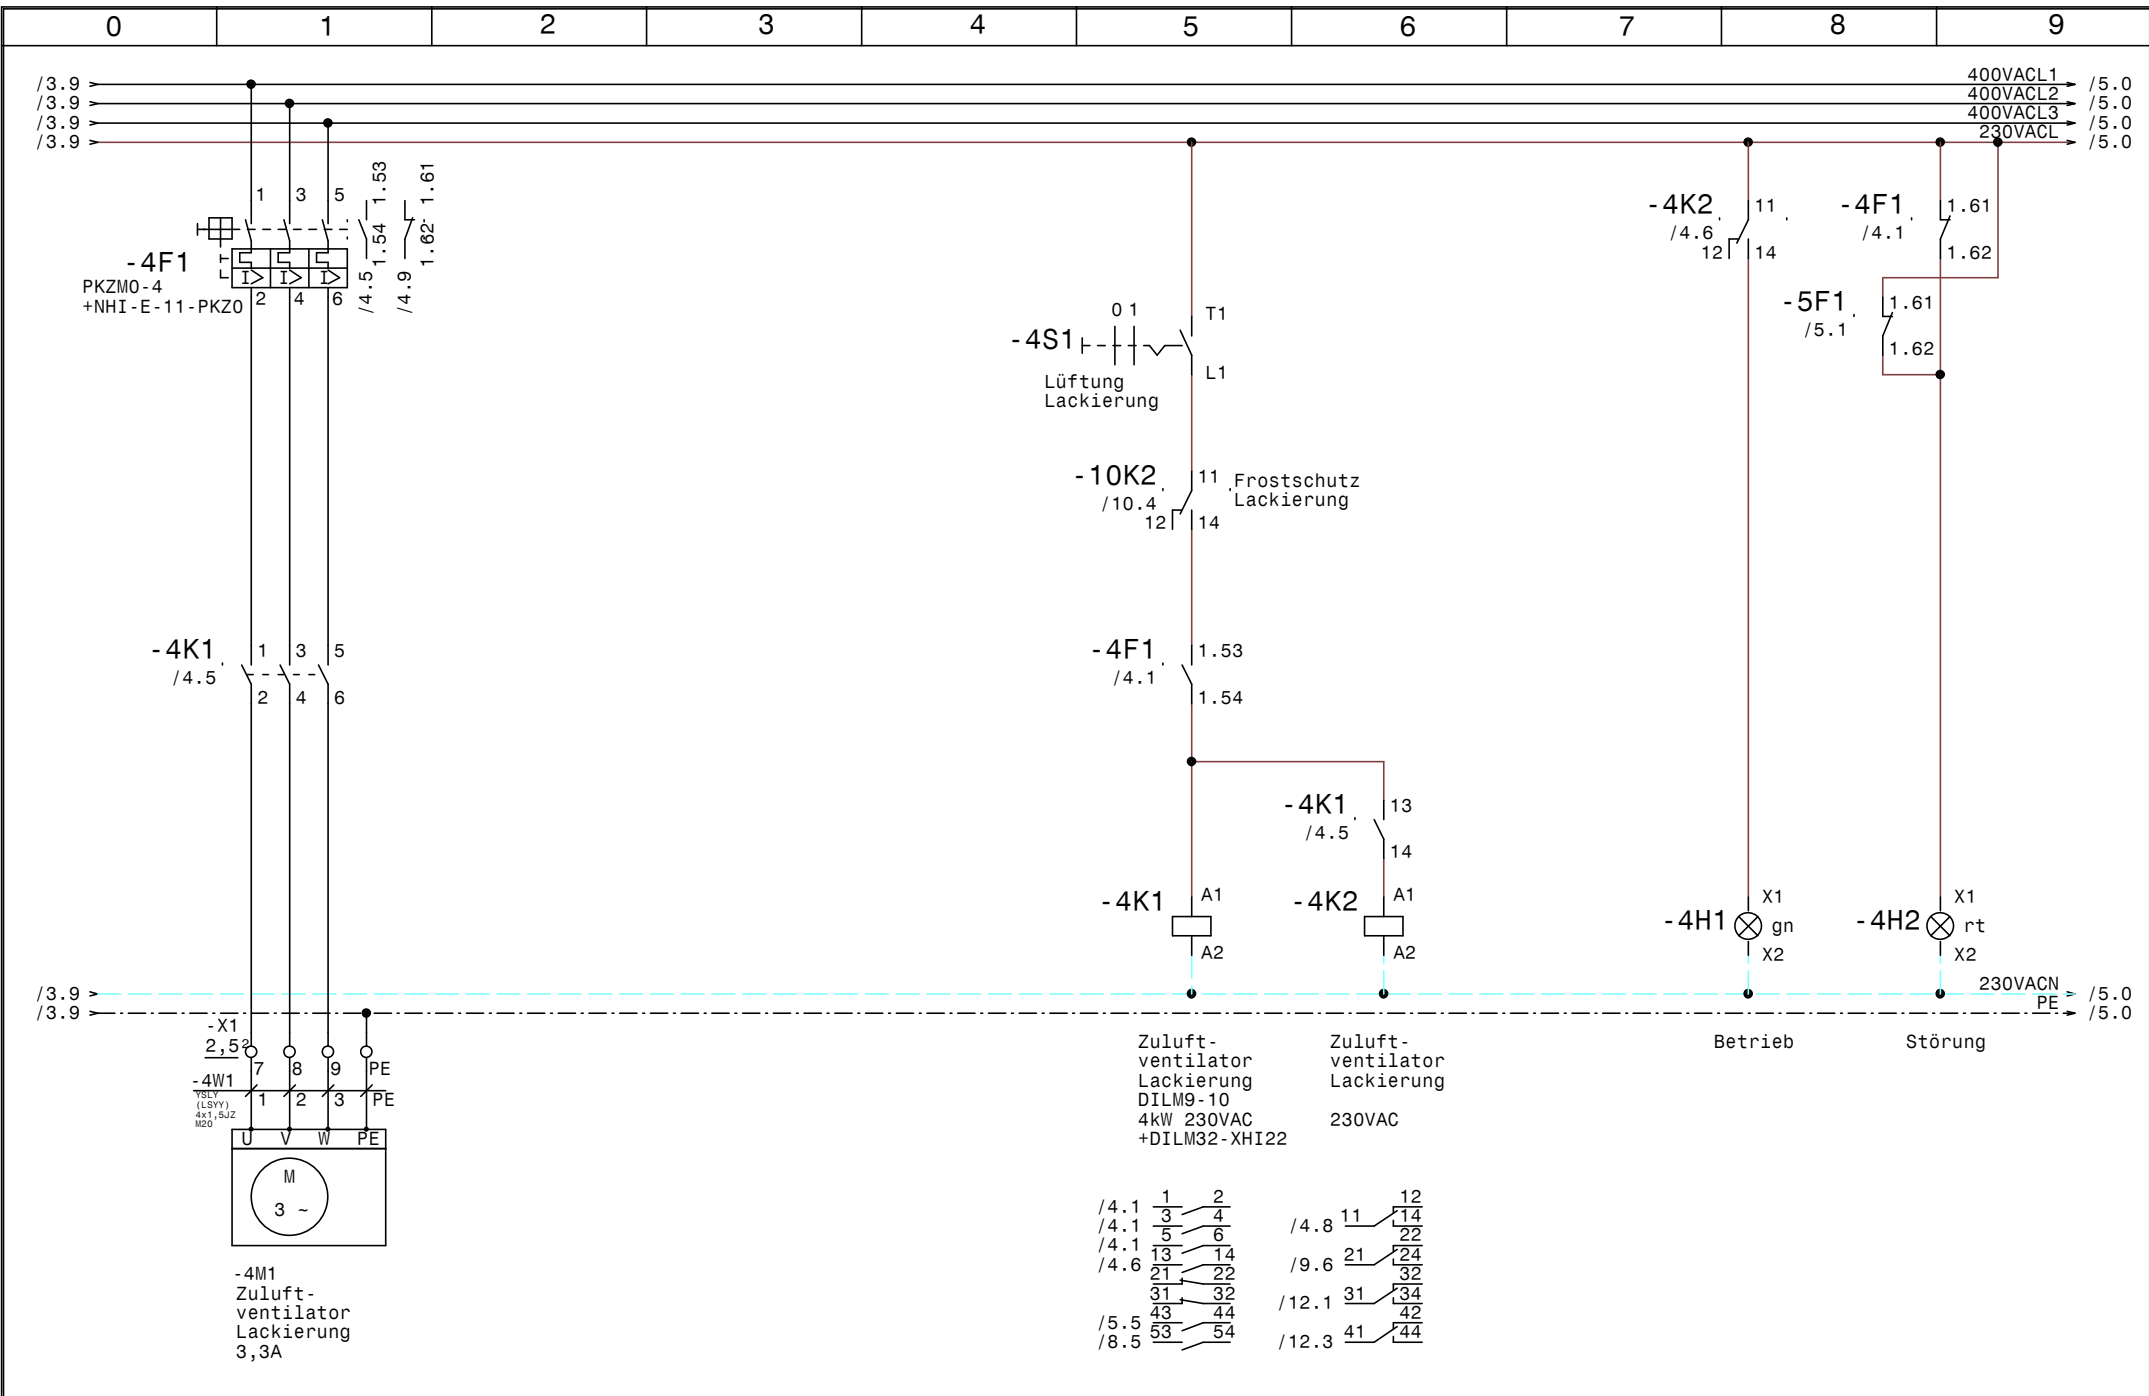 0 1 2 3 4 5 6 7 8 9
/3.9 400VACL1 /5.0
/3.9 400VACL2 /5.0
/3.9 400VACL3 /5.0
/3.9 230VACL /5.0
1 3 5 1.53 1.61
1.54 1.62
-4F1
I> I> I>
PKZM0-4
+NHI-E-11-PKZ0
2 4 6 /4.5 /4.9
-4K2 11
/4.6
12 14
-4F1 1.61
/4.1
1.62
-5F1 1.61
/5.1
1.62
0 1 T1
-4S1
L1
Lüftung
Lackierung
-10K2 11 Frostschutz
/10.4 Lackierung
12 14
-4K1 1 3 5
/4.5
2 4 6
-4F1 1.53
/4.1
1.54
-4K1 13
/4.5
14
-4K1 A1
A2
-4K2 A1
A2
-4H1 X1
gn
X2
-4H2 X1
rt
X2
/3.9 230VACN /5.0
/3.9 PE /5.0
-X1
2,5²
7 8 9 PE
-4W1
YSLY
(LSYY)
4x1,5JZ
M20
1 2 3 PE
U V W PE
M
3 ~
-4M1
Zuluft-
ventilator
Lackierung
3,3A
Zuluft-
ventilator
Lackierung
DILM9-10
4kW 230VAC
+DILM32-XHI22
Zuluft-
ventilator
Lackierung
230VAC
Betrieb
Störung
/4.1 1 2
/4.1 3 4
/4.1 5 6
/4.6 13 14
21 22
31 32
/5.5 43 44
/8.5 53 54
12
/4.8 11 14
22
/9.6 21 24
32
/12.1 31 34
42
/12.3 41 44